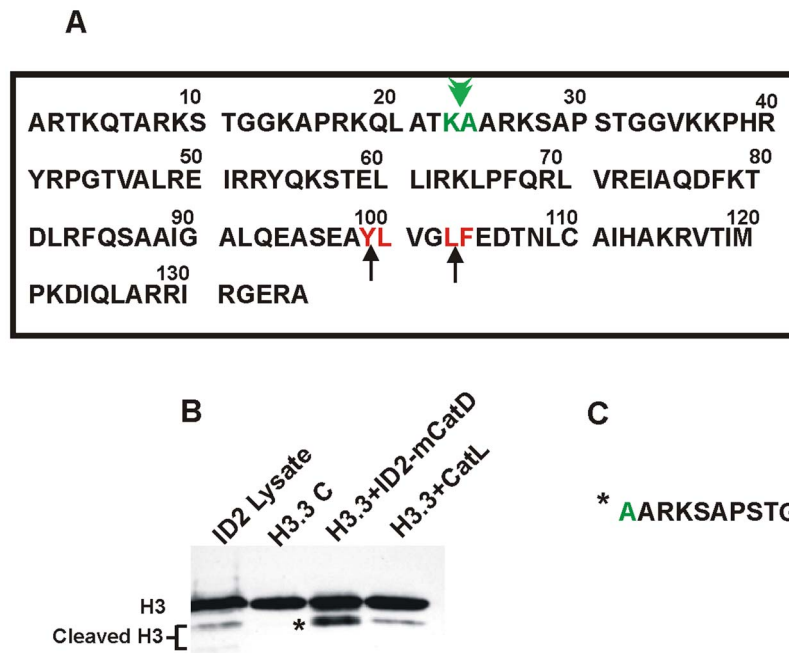 A
10 20 30 40
ARTKQTARKS TGGKAPRKQL ATKAARKSAP STGGVKKPHR
50 60 70 80
YRPGTVALRE IRRYQKSTEL LIRKLPFQRL VREIAQDFKT
90 100 110 120
DLRFQSAAIG ALQEASEAYL VGLFEDTNLC AIHAKRVTIM
130
PKDIQLARRI RGERA
B
C
ID2 Lysate
H3.3 C
H3.3+ID2-mCatD
H3.3+CatL
* AARKSAPSTG
H3
*
Cleaved H3